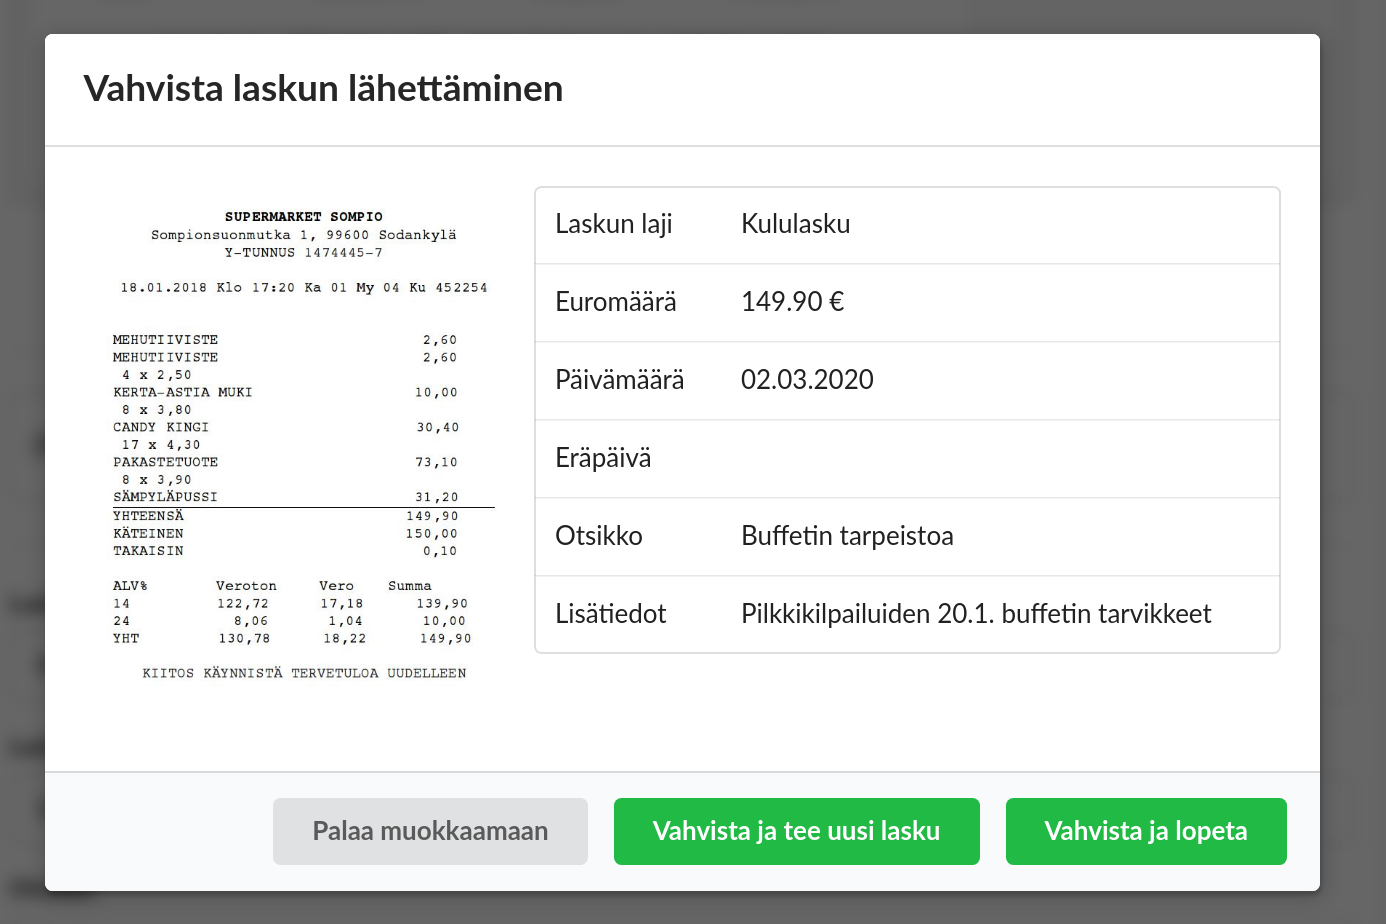 Vahvista laskun lähettäminen
SUPERMARKET SOMPIO
Sompionsuonmutka 1, 99600 Sodankylä
Y-TUNNUS 1474445-7
18.01.2018 Klo 17:20 Ka 01 My 04 Ku 452254
MEHUTIIVISTE 2,60
MEHUTIIVISTE 2,60
4 x 2,50
KERTA-ASTIA MUKI 10,00
8 x 3,80
CANDY KINGI 30,40
17 x 4,30
PAKASTETUOTE 73,10
8 x 3,90
SÄMPYLÄPUSSI 31,20
YHTEENSÄ 149,90
KÄTEINEN 150,00
TAKAISIN 0,10
ALV% Veroton Vero Summa
14 122,72 17,18 139,90
24 8,06 1,04 10,00
YHT 130,78 18,22 149,90
KIITOS KÄYNNISTÄ TERVETULOA UUDELLEEN
Laskun laji Kululasku
Euromäärä 149.90 €
Päivämäärä 02.03.2020
Eräpäivä
Otsikko Buffetin tarpeistoa
Lisätiedot Pilkkikilpailuiden 20.1. buffetin tarvikkeet
Palaa muokkaamaan
Vahvista ja tee uusi lasku
Vahvista ja lopeta